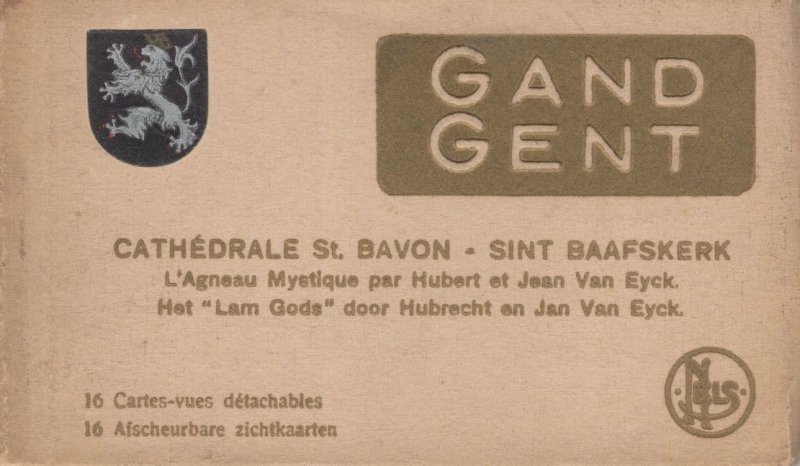 GAND
GENT
CATHÉDRALE St. BAVON - SINT BAAFSKERK
L'Agneau Mystique par Hubert et Jean Van Eyck.
Het "Lam Gods" door Hubrecht en Jan Van Eyck.
16 Cartes-vues détachables
16 Afscheurbare zichtkaarten
NELS